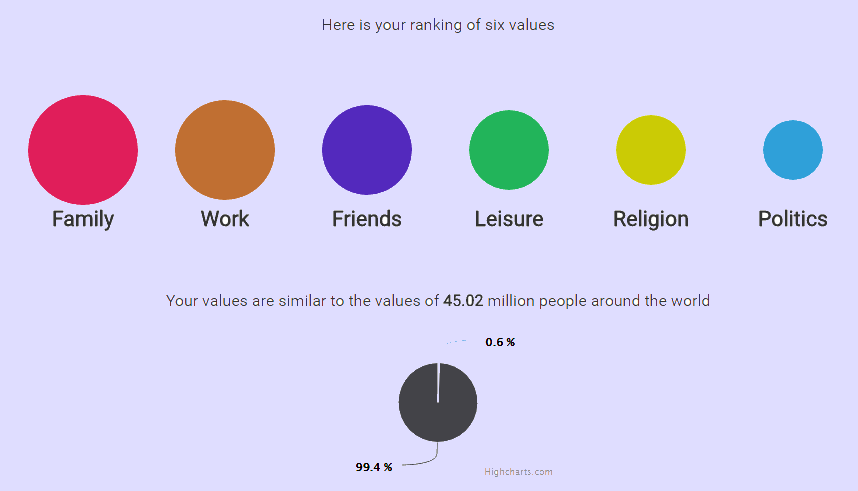 Here is your ranking of six values
Family Work Friends Leisure Religion Politics
Your values are similar to the values of 45.02 million people around the world
0.6 %
99.4 %
Highcharts.com